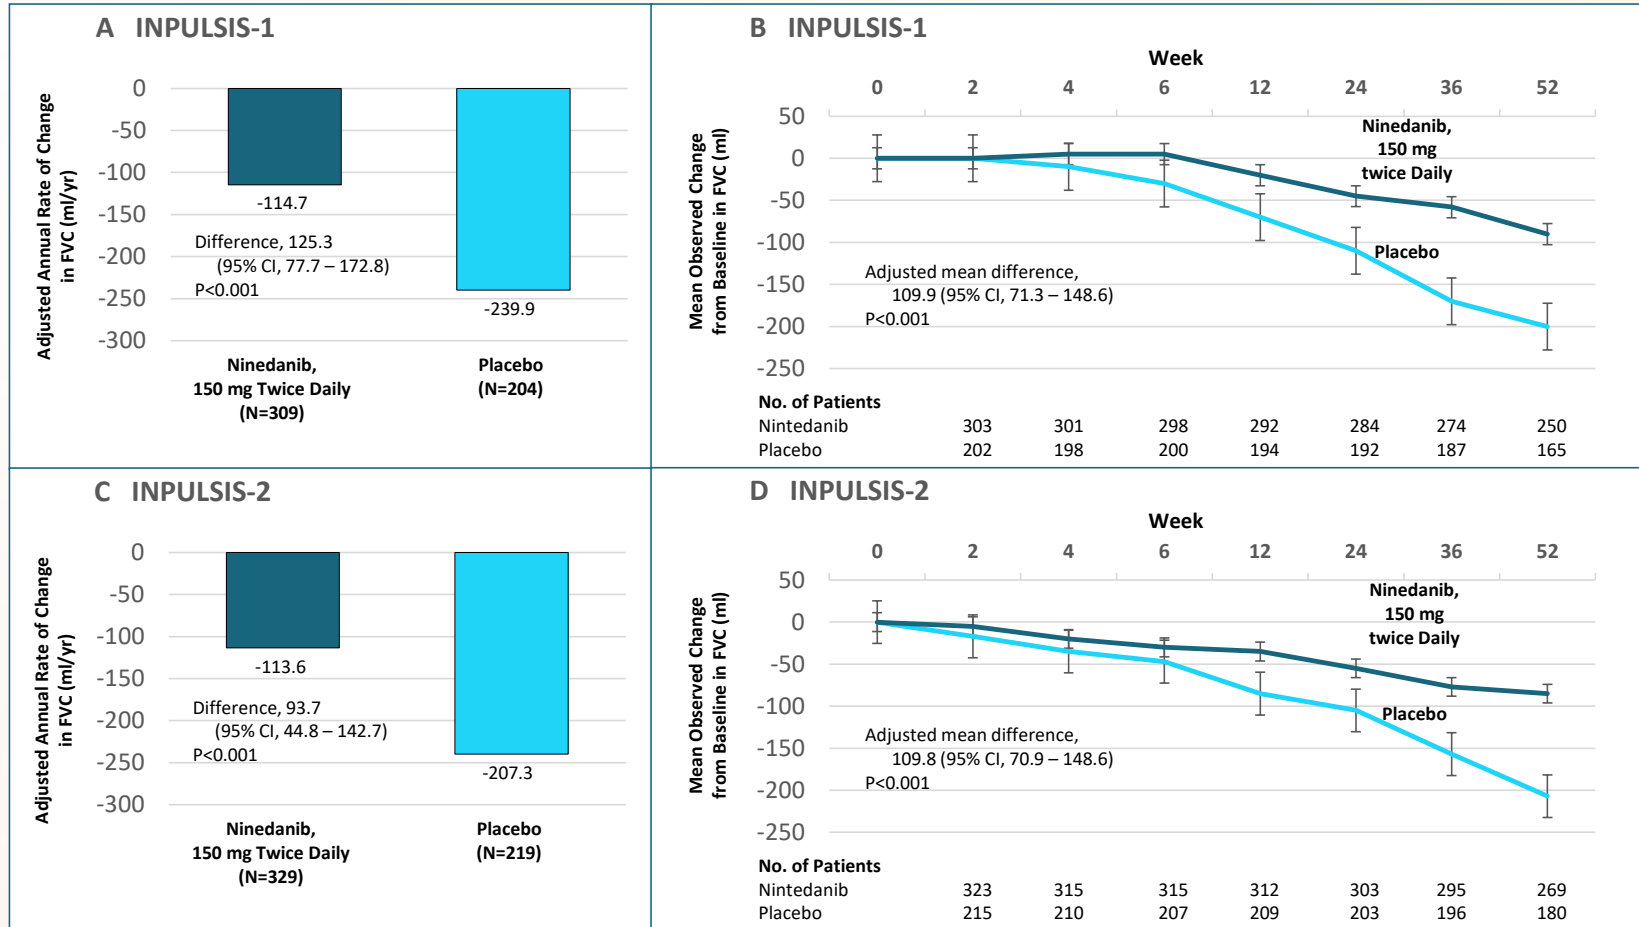 A INPULSIS-1
Adjusted Annual Rate of Change
in FVC (ml/yr)
0
-50
-100
-150
-200
-250
-300
-114.7
-239.9
Difference, 125.3
(95% CI, 77.7 – 172.8)
P<0.001
Ninedanib,
150 mg Twice Daily
(N=309)
Placebo
(N=204)
B INPULSIS-1
Week
0 2 4 6 12 24 36 52
Mean Observed Change
from Baseline in FVC (ml)
50
0
-50
-100
-150
-200
-250
Ninedanib,
150 mg
twice Daily
Placebo
Adjusted mean difference,
109.9 (95% CI, 71.3 – 148.6)
P<0.001
No. of Patients
Nintedanib 303 301 298 292 284 274 250
Placebo 202 198 200 194 192 187 165
C INPULSIS-2
Adjusted Annual Rate of Change
in FVC (ml/yr)
0
-50
-100
-150
-200
-250
-300
-113.6
-207.3
Difference, 93.7
(95% CI, 44.8 – 142.7)
P<0.001
Ninedanib,
150 mg Twice Daily
(N=329)
Placebo
(N=219)
D INPULSIS-2
Week
0 2 4 6 12 24 36 52
Mean Observed Change
from Baseline in FVC (ml)
50
0
-50
-100
-150
-200
-250
Ninedanib,
150 mg
twice Daily
Placebo
Adjusted mean difference,
109.8 (95% CI, 70.9 – 148.6)
P<0.001
No. of Patients
Nintedanib 323 315 315 312 303 295 269
Placebo 215 210 207 209 203 196 180